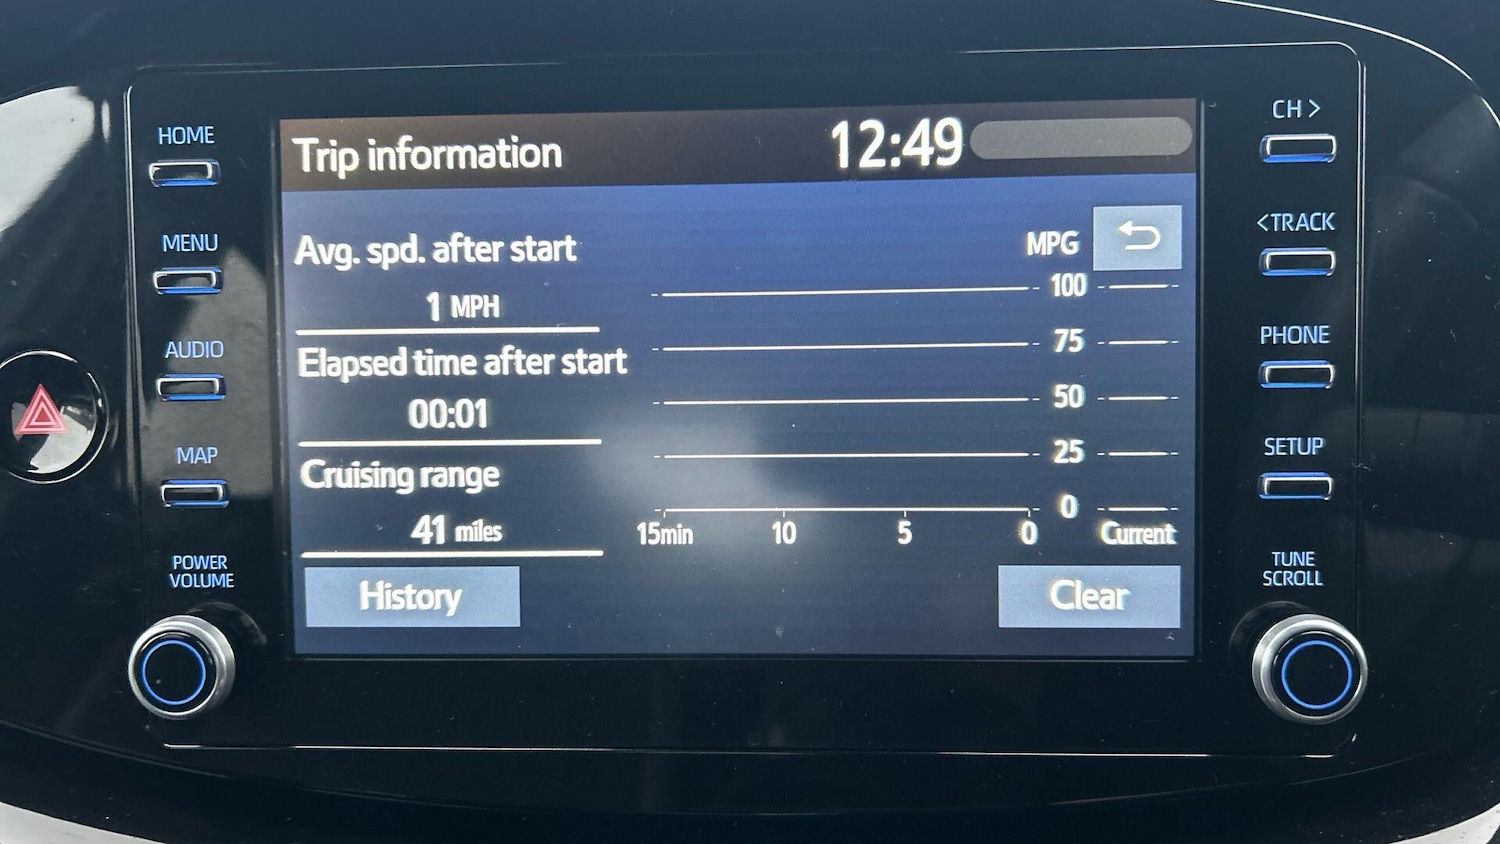 HOME
MENU
AUDIO
MAP
POWER
VOLUME
Trip information
12:49
Avg. spd. after start
1 MPH
Elapsed time after start
00:01
Cruising range
41 miles
History
MPG
100
75
50
25
0
15min 10 5 0 Current
Clear
CH >
<TRACK
PHONE
SETUP
TUNE
SCROLL